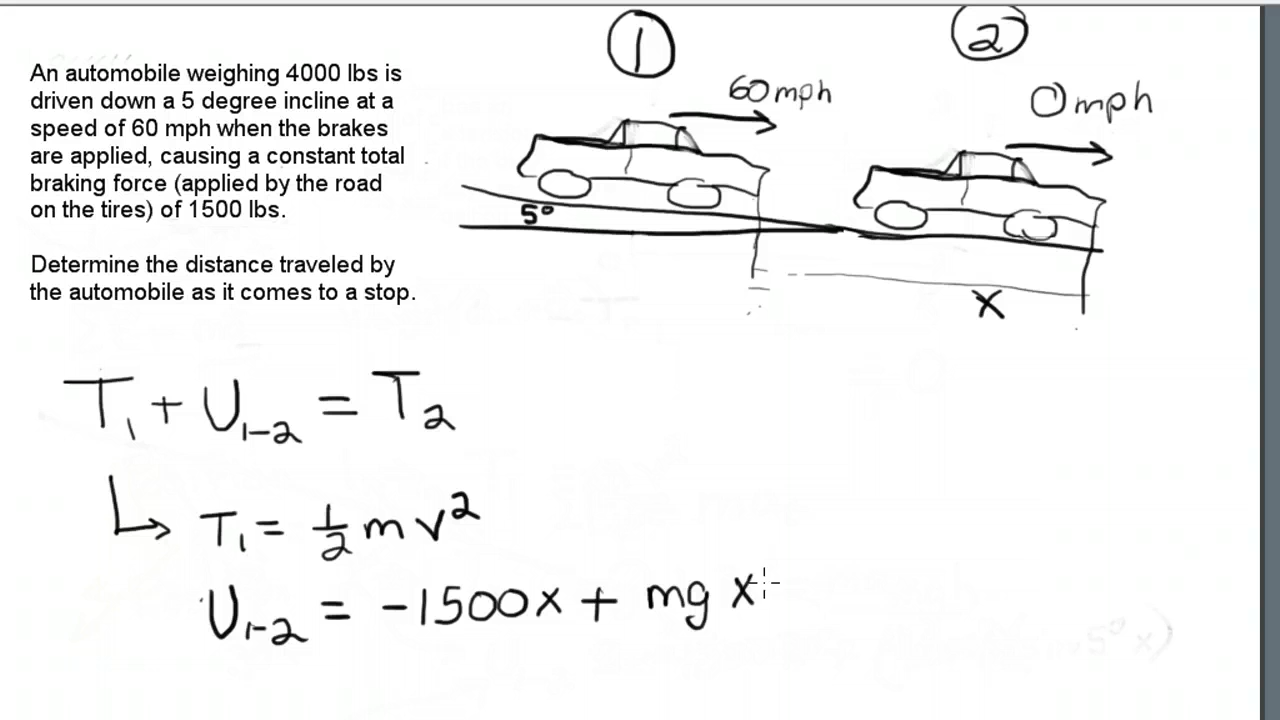 An automobile weighing 4000 lbs is
driven down a 5 degree incline at a
speed of 60 mph when the brakes
are applied, causing a constant total
braking force (applied by the road
on the tires) of 1500 lbs.
Determine the distance traveled by
the automobile as it comes to a stop.
1
2
60mph
0mph
5°
x
T₁ + U₁₋₂ = T₂
T₁ = ½ m v²
U₁₋₂ = -1500x + mg x